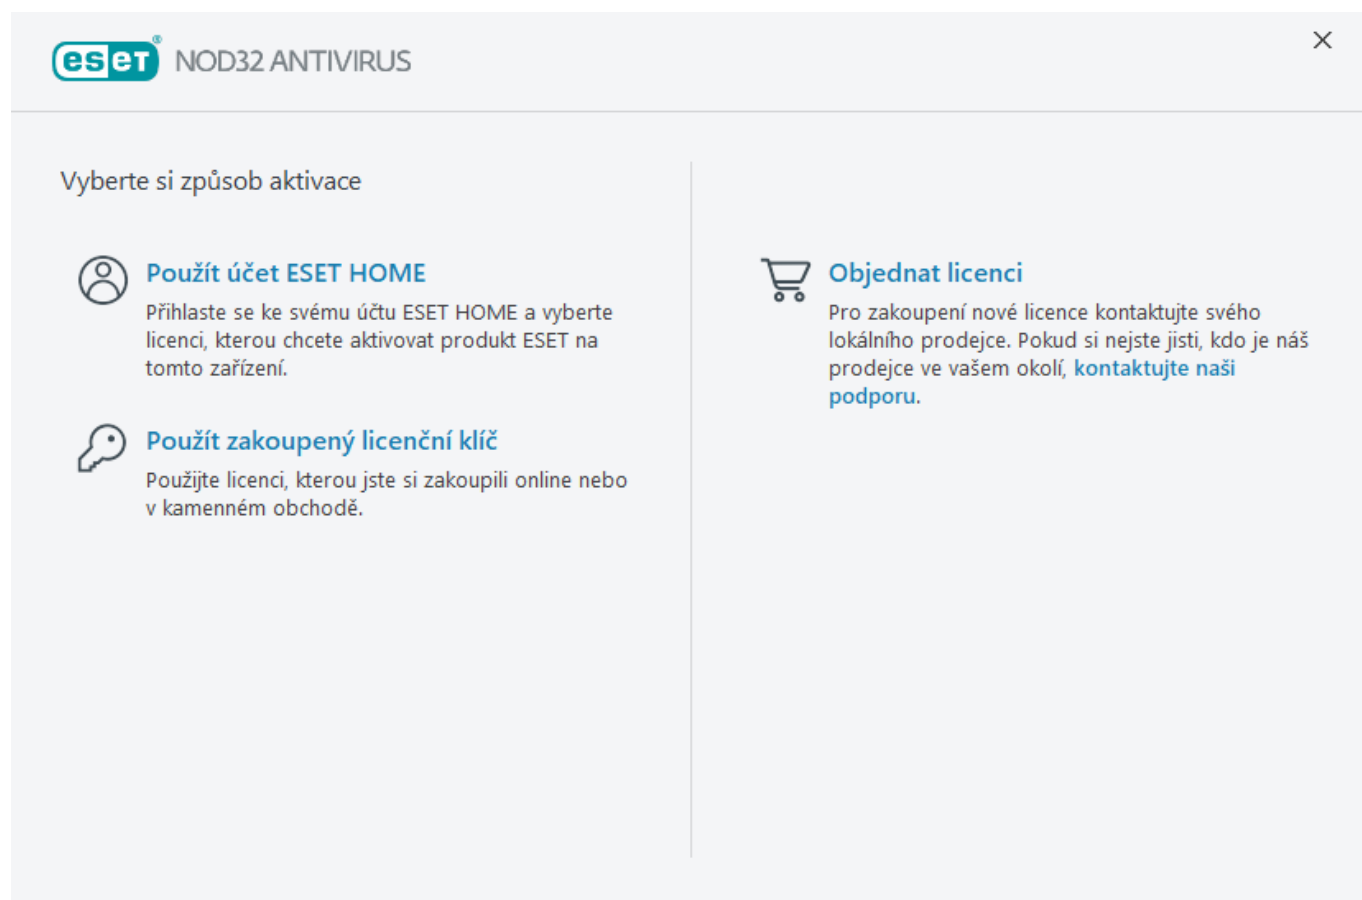 eset® NOD32 ANTIVIRUS
Vyberte si způsob aktivace
Použít účet ESET HOME
Přihlaste se ke svému účtu ESET HOME a vyberte
licenci, kterou chcete aktivovat produkt ESET na
tomto zařízení.
Použít zakoupený licenční klíč
Použijte licenci, kterou jste si zakoupili online nebo
v kamenném obchodě.
Objednat licenci
Pro zakoupení nové licence kontaktujte svého
lokálního prodejce. Pokud si nejste jisti, kdo je náš
prodejce ve vašem okolí, kontaktujte naši
podporu.